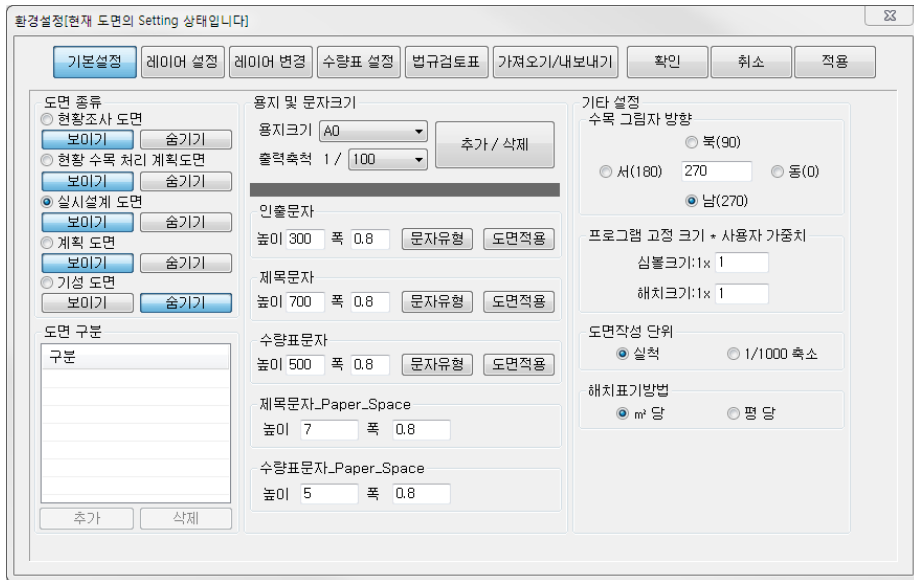 환경설정[현재 도면의 Setting 상태입니다]
기본설정 레이어 설정 레이어 변경 수량표 설정 법규검토표 가져오기/내보내기 확인 취소 적용
도면 종류
현황조사 도면
보이기 숨기기
현황 수목 처리 계획도면
보이기 숨기기
실시설계 도면
보이기 숨기기
계획 도면
보이기 숨기기
기성 도면
보이기 숨기기
도면 구분
구분
추가 삭제
용지 및 문자크기
용지크기 A0
출력축척 1 / 100
추가 / 삭제
인출문자
높이 300 폭 0.8 문자유형 도면적용
제목문자
높이 700 폭 0.8 문자유형 도면적용
수량표문자
높이 500 폭 0.8 문자유형 도면적용
제목문자_Paper_Space
높이 7 폭 0.8
수량표문자_Paper_Space
높이 5 폭 0.8
기타 설정
수목 그림자 방향
북(90)
서(180) 270 동(0)
남(270)
프로그램 고정 크기 * 사용자 가중치
심볼크기:1x 1
해치크기:1x 1
도면작성 단위
실척 1/1000 축소
해치표기방법
㎡ 당 평 당